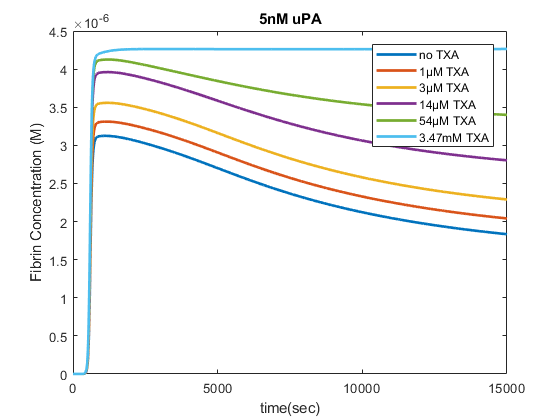 5nM uPA
×10⁻⁶
4.5
4
3.5
3
2.5
2
1.5
1
0.5
0
Fibrin Concentration (M)
no TXA
1µM TXA
3µM TXA
14µM TXA
54µM TXA
3.47mM TXA
0 5000 10000 15000
time(sec)